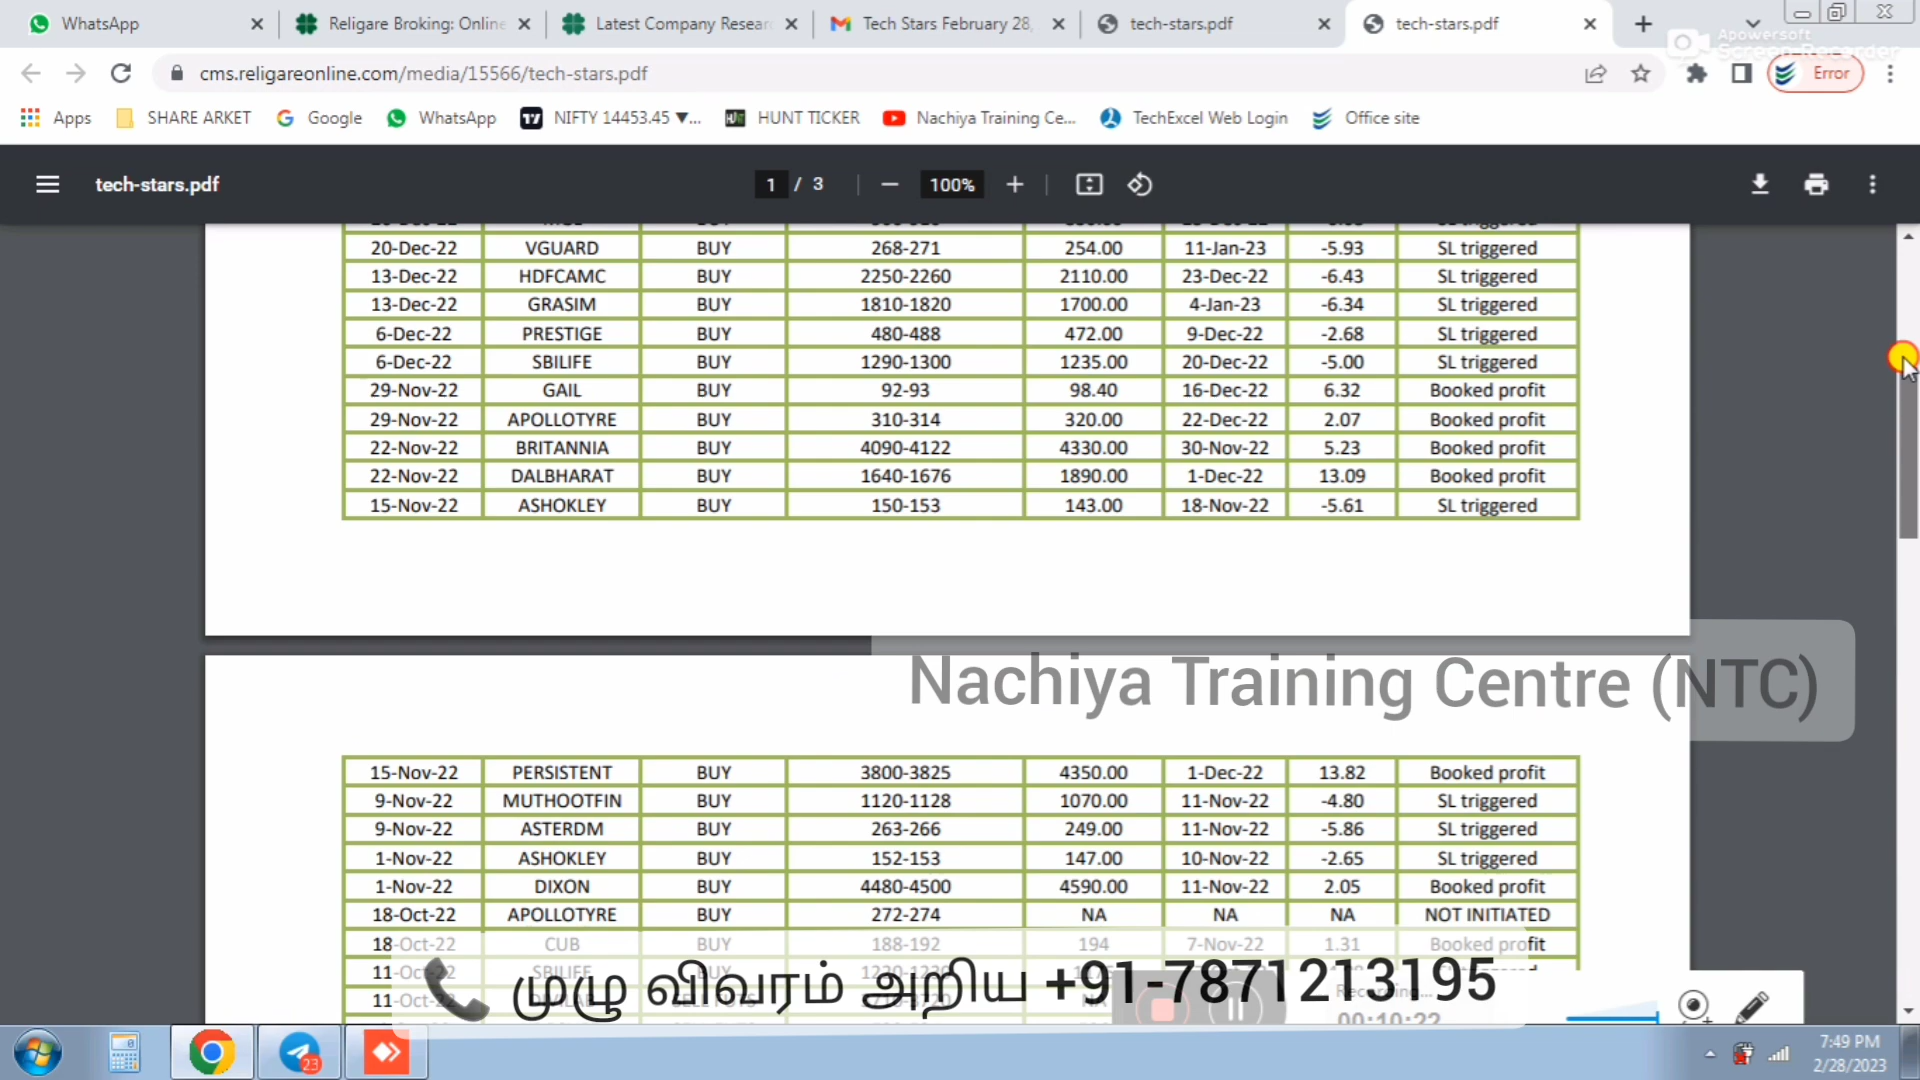 WhatsApp
Religare Broking: Online
Latest Company Resear
Tech Stars February 28,
tech-stars.pdf
tech-stars.pdf
Apowersoft
Screen Recorder
cms.religareonline.com/media/15566/tech-stars.pdf
Error
Apps
SHARE ARKET
Google
WhatsApp
NIFTY 14453.45 ▼...
HUNT TICKER
Nachiya Training Ce...
TechExcel Web Login
Office site
tech-stars.pdf
1 / 3
100%
20-Dec-22 VGUARD BUY 268-271 254.00 11-Jan-23 -5.93 SL triggered
13-Dec-22 HDFCAMC BUY 2250-2260 2110.00 23-Dec-22 -6.43 SL triggered
13-Dec-22 GRASIM BUY 1810-1820 1700.00 4-Jan-23 -6.34 SL triggered
6-Dec-22 PRESTIGE BUY 480-488 472.00 9-Dec-22 -2.68 SL triggered
6-Dec-22 SBILIFE BUY 1290-1300 1235.00 20-Dec-22 -5.00 SL triggered
29-Nov-22 GAIL BUY 92-93 98.40 16-Dec-22 6.32 Booked profit
29-Nov-22 APOLLOTYRE BUY 310-314 320.00 22-Dec-22 2.07 Booked profit
22-Nov-22 BRITANNIA BUY 4090-4122 4330.00 30-Nov-22 5.23 Booked profit
22-Nov-22 DALBHARAT BUY 1640-1676 1890.00 1-Dec-22 13.09 Booked profit
15-Nov-22 ASHOKLEY BUY 150-153 143.00 18-Nov-22 -5.61 SL triggered
Nachiya Training Centre (NTC)
15-Nov-22 PERSISTENT BUY 3800-3825 4350.00 1-Dec-22 13.82 Booked profit
9-Nov-22 MUTHOOTFIN BUY 1120-1128 1070.00 11-Nov-22 -4.80 SL triggered
9-Nov-22 ASTERDM BUY 263-266 249.00 11-Nov-22 -5.86 SL triggered
1-Nov-22 ASHOKLEY BUY 152-153 147.00 10-Nov-22 -2.65 SL triggered
1-Nov-22 DIXON BUY 4480-4500 4590.00 11-Nov-22 2.05 Booked profit
18-Oct-22 APOLLOTYRE BUY 272-274 NA NA NA NOT INITIATED
18-Oct-22 CUB BUY 188-192 194 7-Nov-22 1.31 Booked profit
11-Oct-22 SBILIFE BUY
11-Oct-22
முழு விவரம் அறிய +91-7871213195
Recording...
00:10:22
23
7:49 PM
2/28/2023